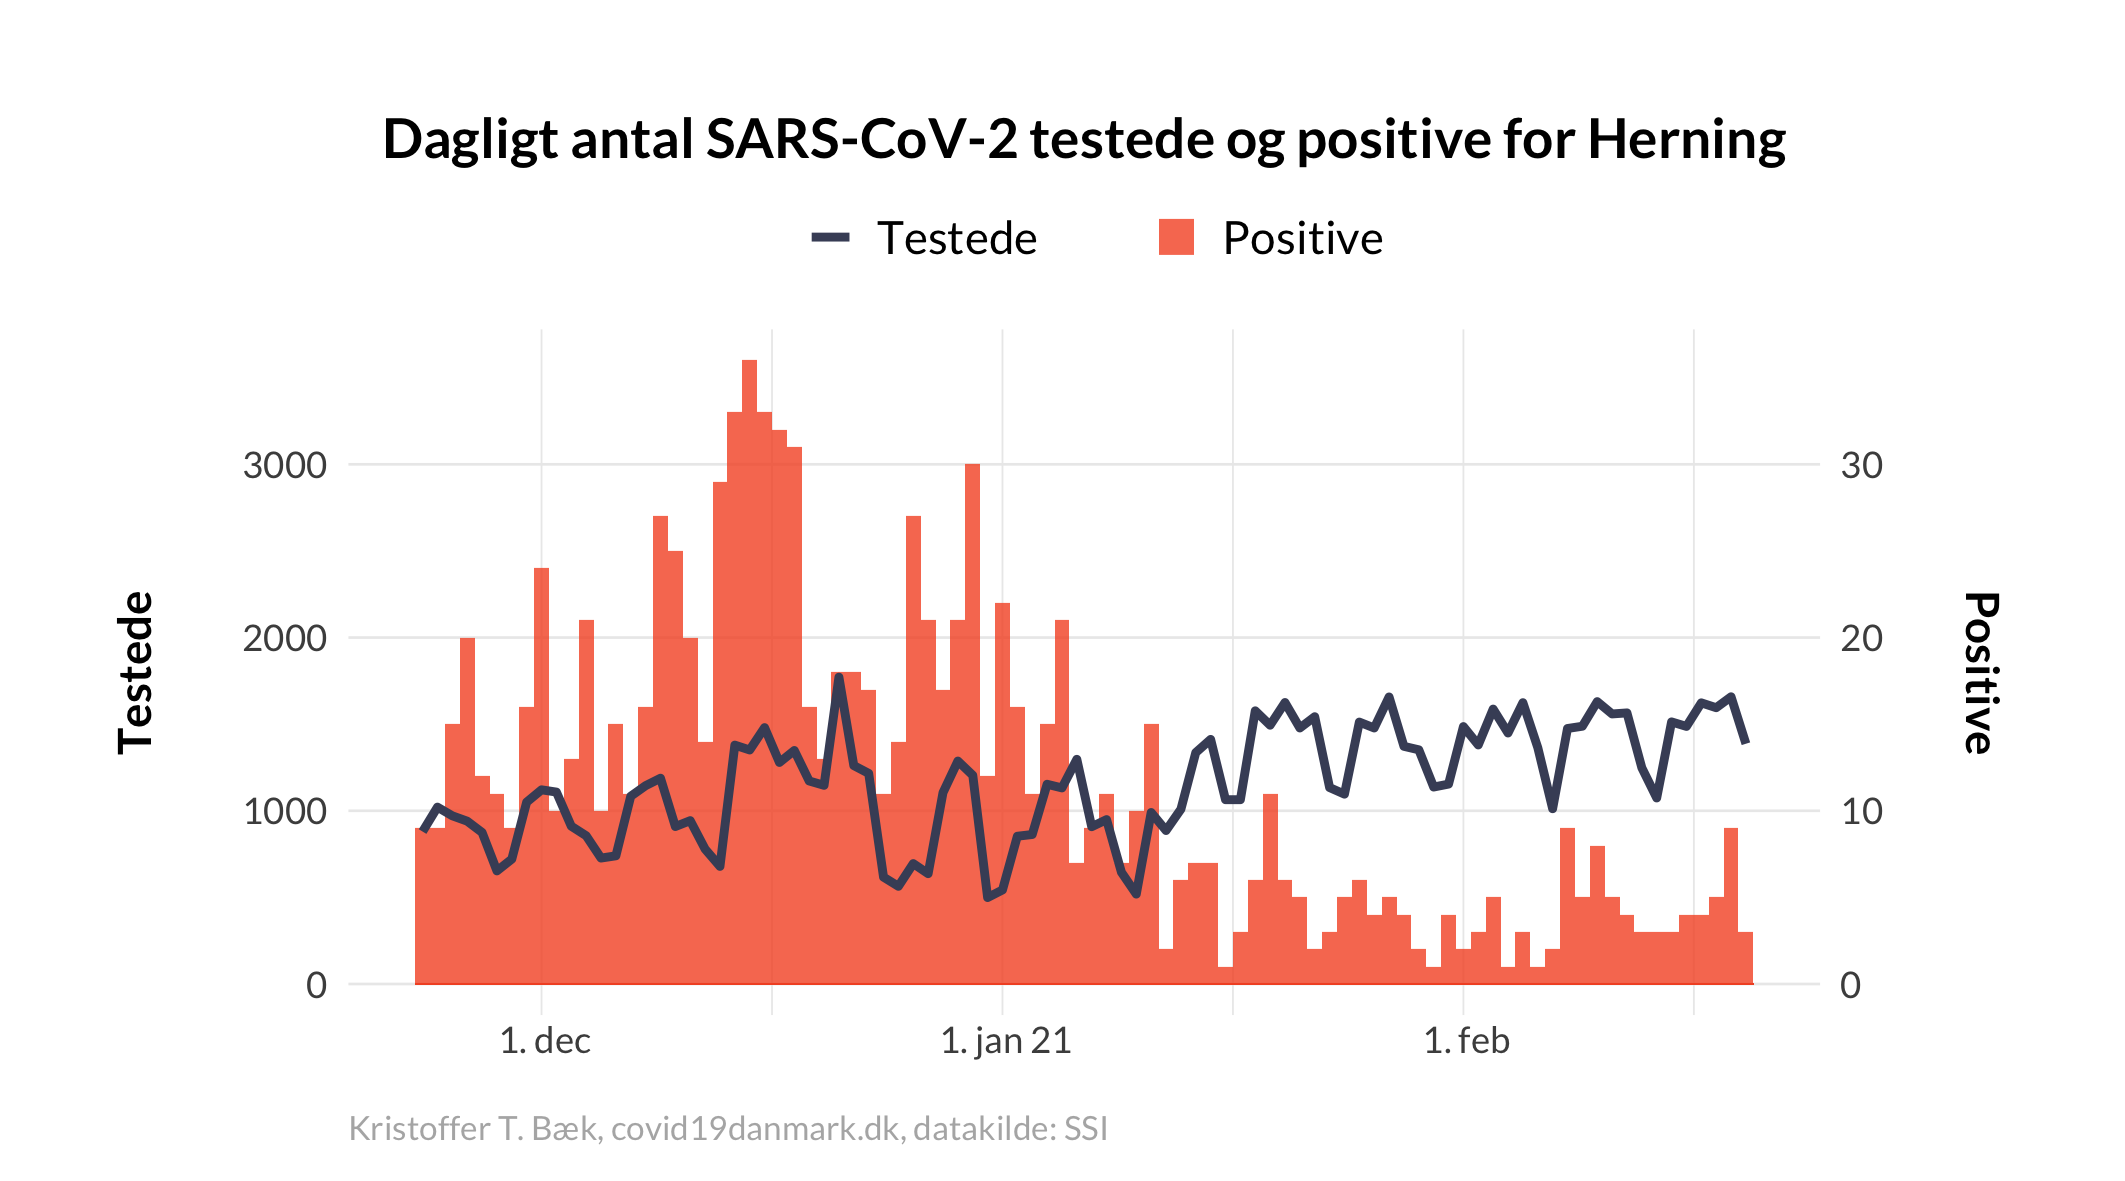 Dagligt antal SARS-CoV-2 testede og positive for Herning
Testede
Positive
3000
2000
1000
0
Testede
30
20
10
0
Positive
1. dec
1. jan 21
1. feb
Kristoffer T. Bæk, covid19danmark.dk, datakilde: SSI